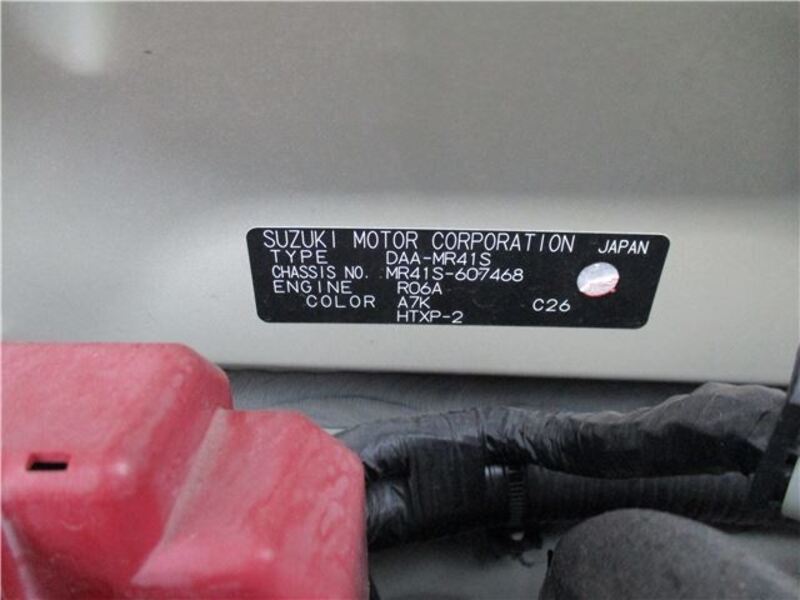 SUZUKI MOTOR CORPORATION JAPAN
TYPE DAA-MR41S
CHASSIS NO. MR41S-607468
ENGINE R06A
COLOR A7K C26
HTXP-2